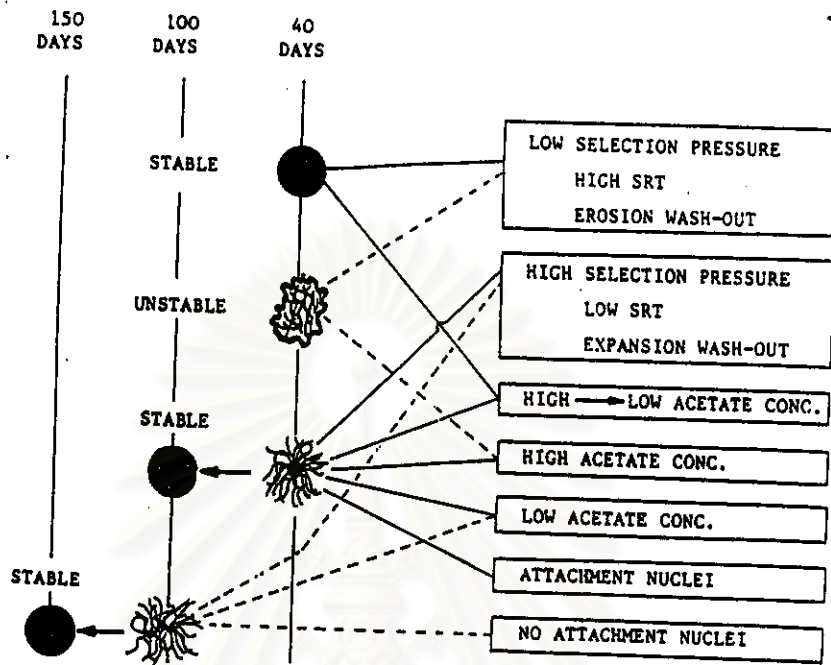 150
DAYS
100
DAYS
40
DAYS
STABLE
UNSTABLE
STABLE
STABLE
LOW SELECTION PRESSURE
HIGH SRT
EROSION WASH-OUT
HIGH SELECTION PRESSURE
LOW SRT
EXPANSION WASH-OUT
HIGH → LOW ACETATE CONC.
HIGH ACETATE CONC.
LOW ACETATE CONC.
ATTACHMENT NUCLEI
NO ATTACHMENT NUCLEI